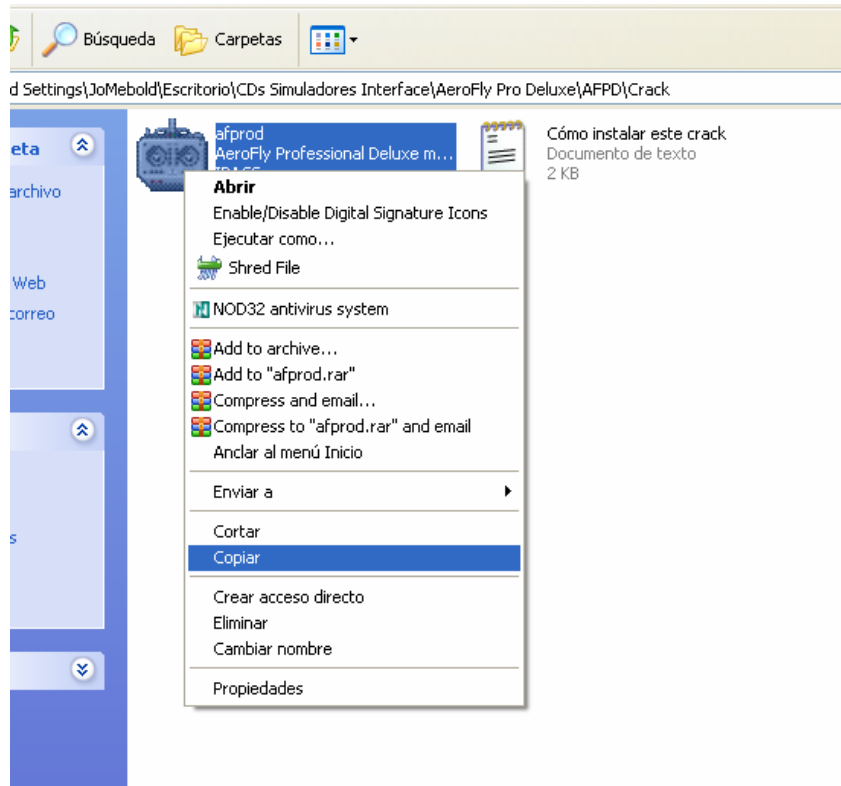 Búsqueda Carpetas
d Settings\JoMebold\Escritorio\CDs Simuladores Interface\AeroFly Pro Deluxe\AFPD\Crack
eta
archivo
Web
correo
s
afprod
AeroFly Professional Deluxe m...
Cómo instalar este crack
Documento de texto
2 KB
Abrir
Enable/Disable Digital Signature Icons
Ejecutar como...
Shred File
NOD32 antivirus system
Add to archive...
Add to "afprod.rar"
Compress and email...
Compress to "afprod.rar" and email
Anclar al menú Inicio
Enviar a
Cortar
Copiar
Crear acceso directo
Eliminar
Cambiar nombre
Propiedades